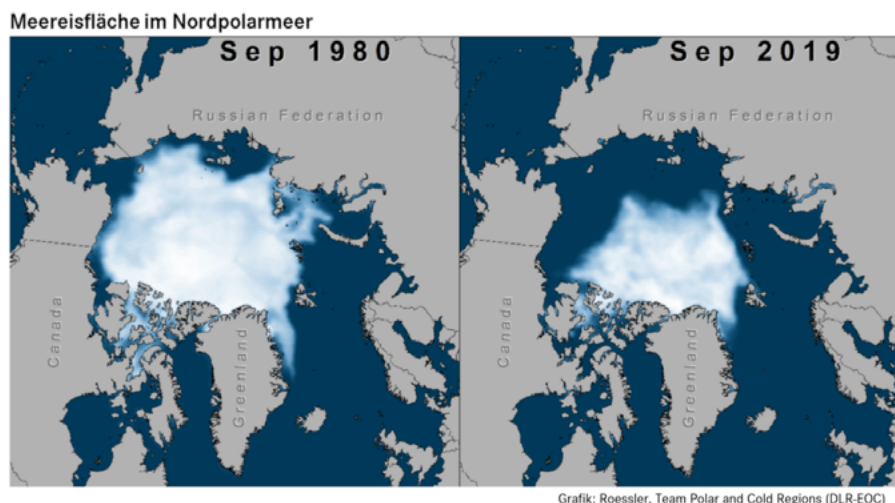 Meereisfläche im Nordpolarmeer
Sep 1980
Sep 2019
Russian Federation
Russian Federation
Canada
Greenland
Canada
Greenland
Grafik: Roessler, Team Polar and Cold Regions (DLR-EOC)